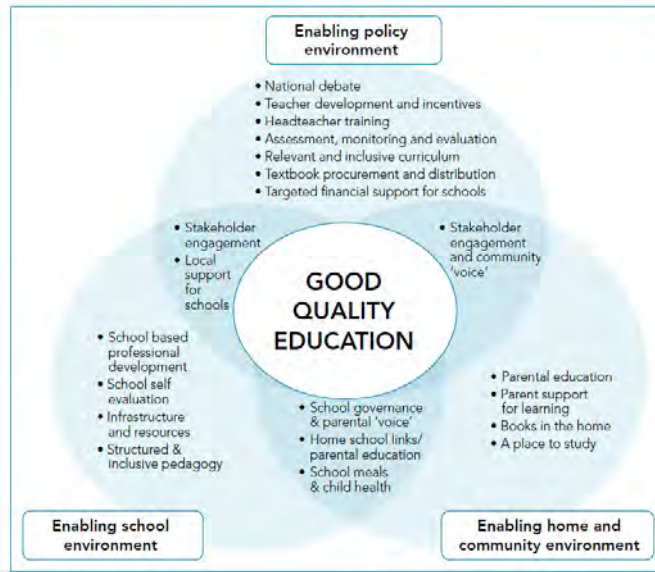 Enabling policy
environment
• National debate
• Teacher development and incentives
• Headteacher training
• Assessment, monitoring and evaluation
• Relevant and inclusive curriculum
• Textbook procurement and distribution
• Targeted financial support for schools
• Stakeholder
engagement
• Local
support
for
schools
• Stakeholder
engagement
and community
‘voice’
GOOD
QUALITY
EDUCATION
• School based
professional
development
• School self
evaluation
• Infrastructure
and resources
• Structured &
inclusive pedagogy
• School governance
& parental ‘voice’
• Home school links/
parental education
• School meals
& child health
• Parental education
• Parent support
for learning
• Books in the home
• A place to study
Enabling school
environment
Enabling home and
community environment